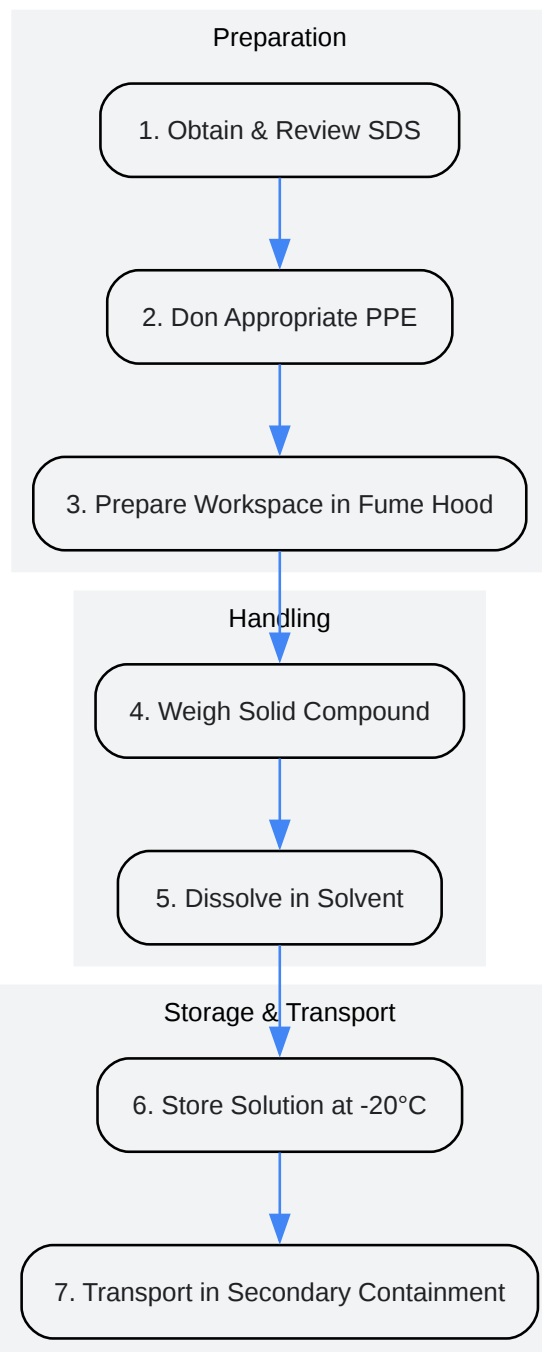 Preparation
1. Obtain & Review SDS
2. Don Appropriate PPE
3. Prepare Workspace in Fume Hood
Handling
4. Weigh Solid Compound
5. Dissolve in Solvent
Storage & Transport
6. Store Solution at -20°C
7. Transport in Secondary Containment